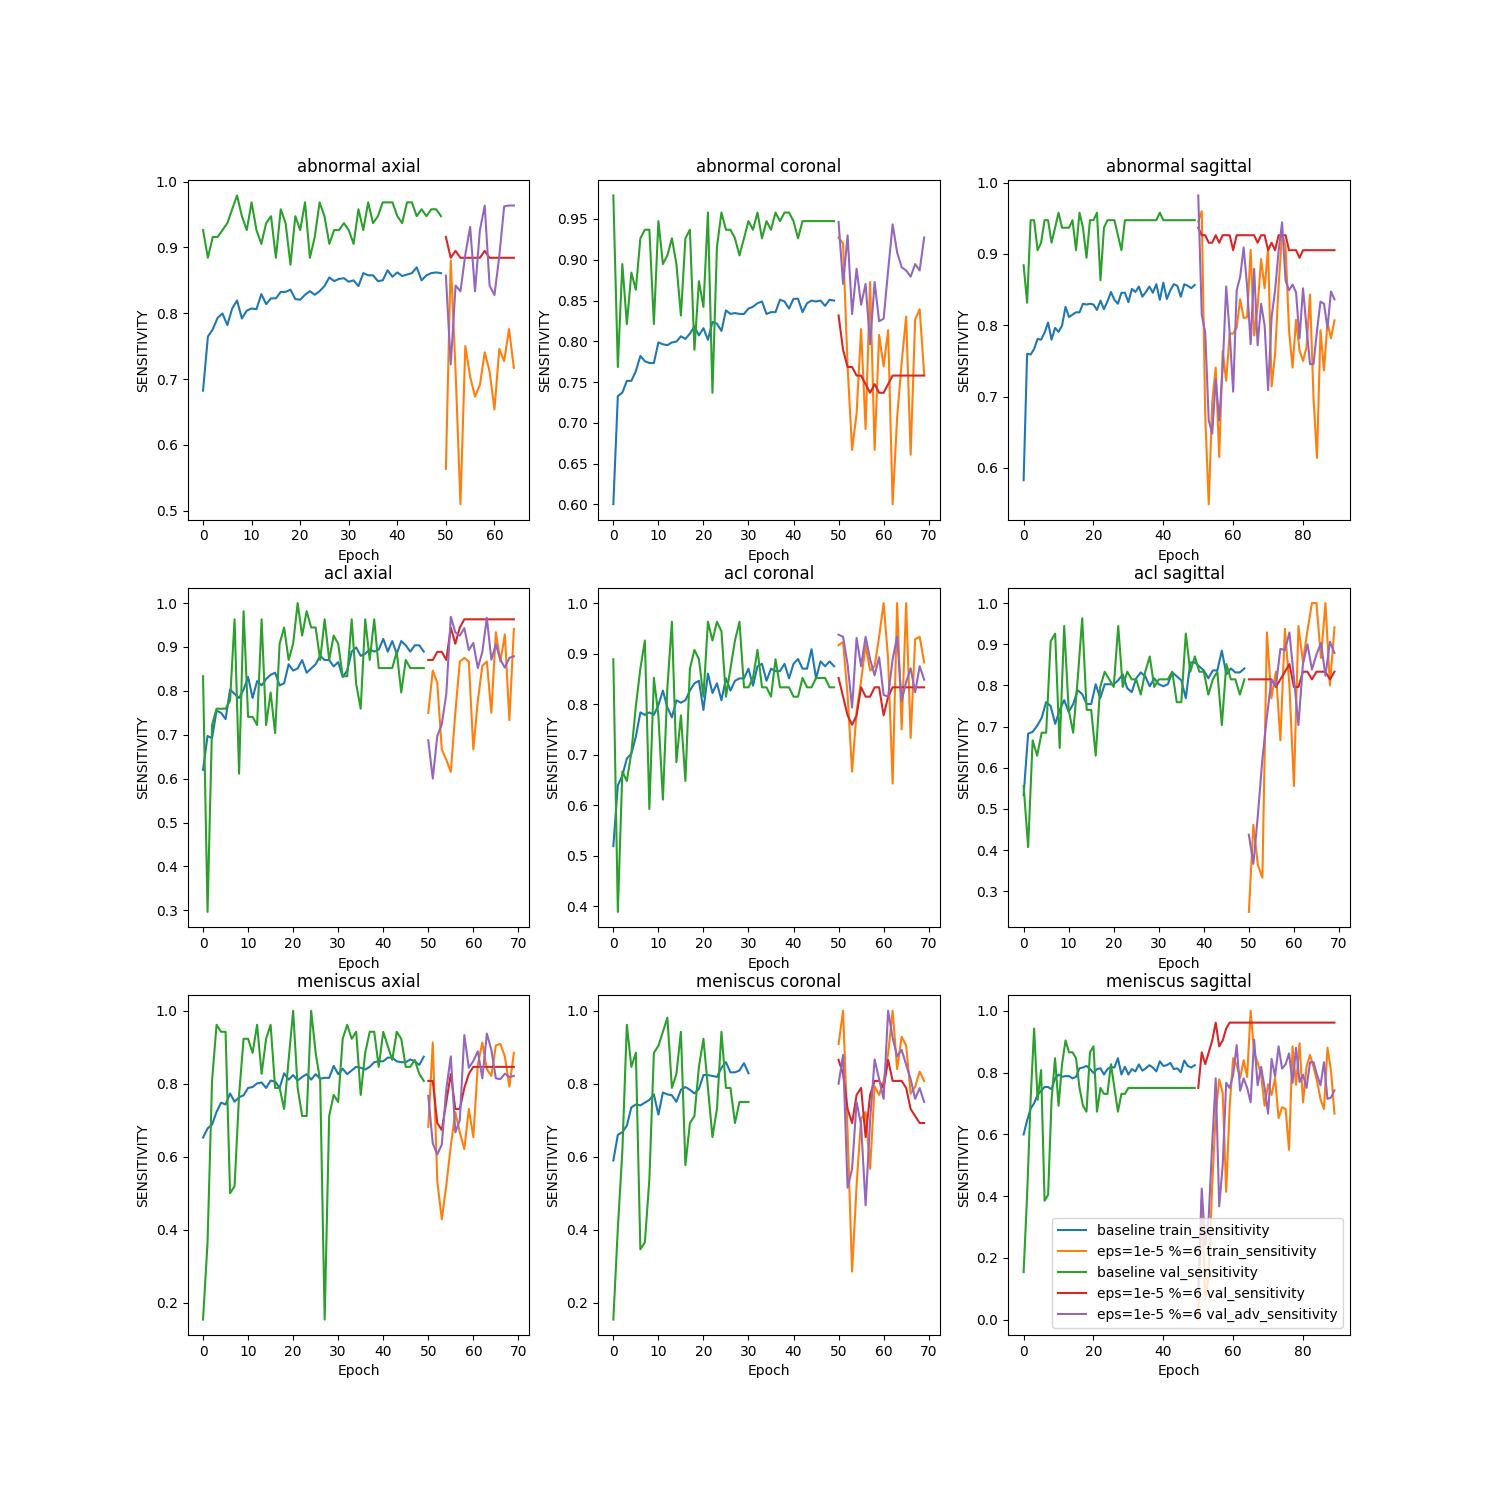 abnormal axial
1.0
0.9
0.8
0.7
0.6
0.5
SENSITIVITY
0 10 20 30 40 50 60
Epoch
abnormal coronal
0.95
0.90
0.85
0.80
0.75
0.70
0.65
0.60
SENSITIVITY
0 10 20 30 40 50 60 70
Epoch
abnormal sagittal
1.0
0.9
0.8
0.7
0.6
SENSITIVITY
0 20 40 60 80
Epoch
acl axial
1.0
0.9
0.8
0.7
0.6
0.5
0.4
0.3
SENSITIVITY
0 10 20 30 40 50 60 70
Epoch
acl coronal
1.0
0.9
0.8
0.7
0.6
0.5
0.4
SENSITIVITY
0 10 20 30 40 50 60 70
Epoch
acl sagittal
1.0
0.9
0.8
0.7
0.6
0.5
0.4
0.3
SENSITIVITY
0 10 20 30 40 50 60 70
Epoch
meniscus axial
1.0
0.8
0.6
0.4
0.2
SENSITIVITY
0 10 20 30 40 50 60 70
Epoch
meniscus coronal
1.0
0.8
0.6
0.4
0.2
SENSITIVITY
0 10 20 30 40 50 60 70
Epoch
meniscus sagittal
1.0
0.8
0.6
0.4
0.2
0.0
SENSITIVITY
baseline train_sensitivity
eps=1e-5 %=6 train_sensitivity
baseline val_sensitivity
eps=1e-5 %=6 val_sensitivity
eps=1e-5 %=6 val_adv_sensitivity
0 20 40 60 80
Epoch